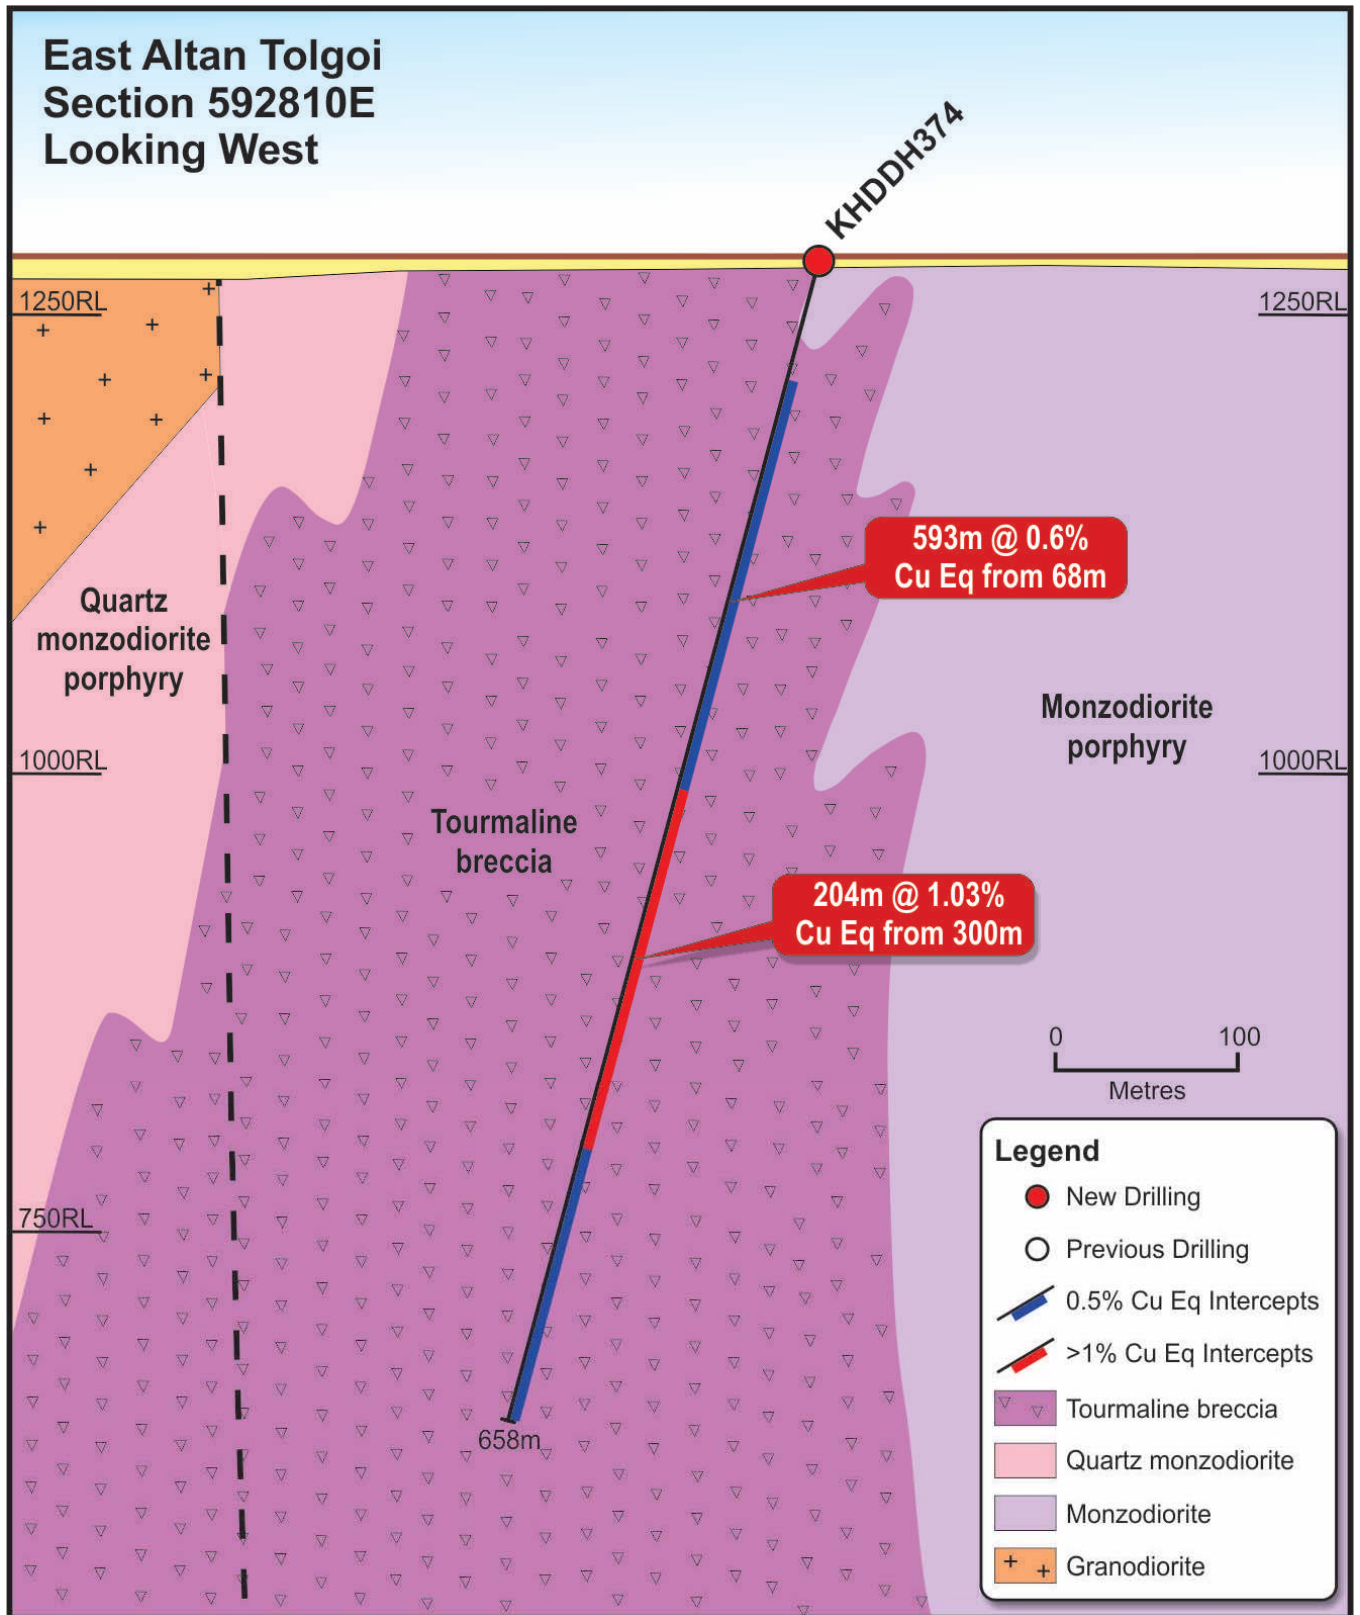 East Altan Tolgoi
Section 592810E
Looking West
KHDDH374
1250RL
1250RL
593m @ 0.6%
Cu Eq from 68m
Quartz
monzodiorite
porphyry
Monzodiorite
porphyry
1000RL
1000RL
Tourmaline
breccia
204m @ 1.03%
Cu Eq from 300m
0 100
Metres
750RL
658m
Legend
New Drilling
Previous Drilling
0.5% Cu Eq Intercepts
>1% Cu Eq Intercepts
Tourmaline breccia
Quartz monzodiorite
Monzodiorite
Granodiorite